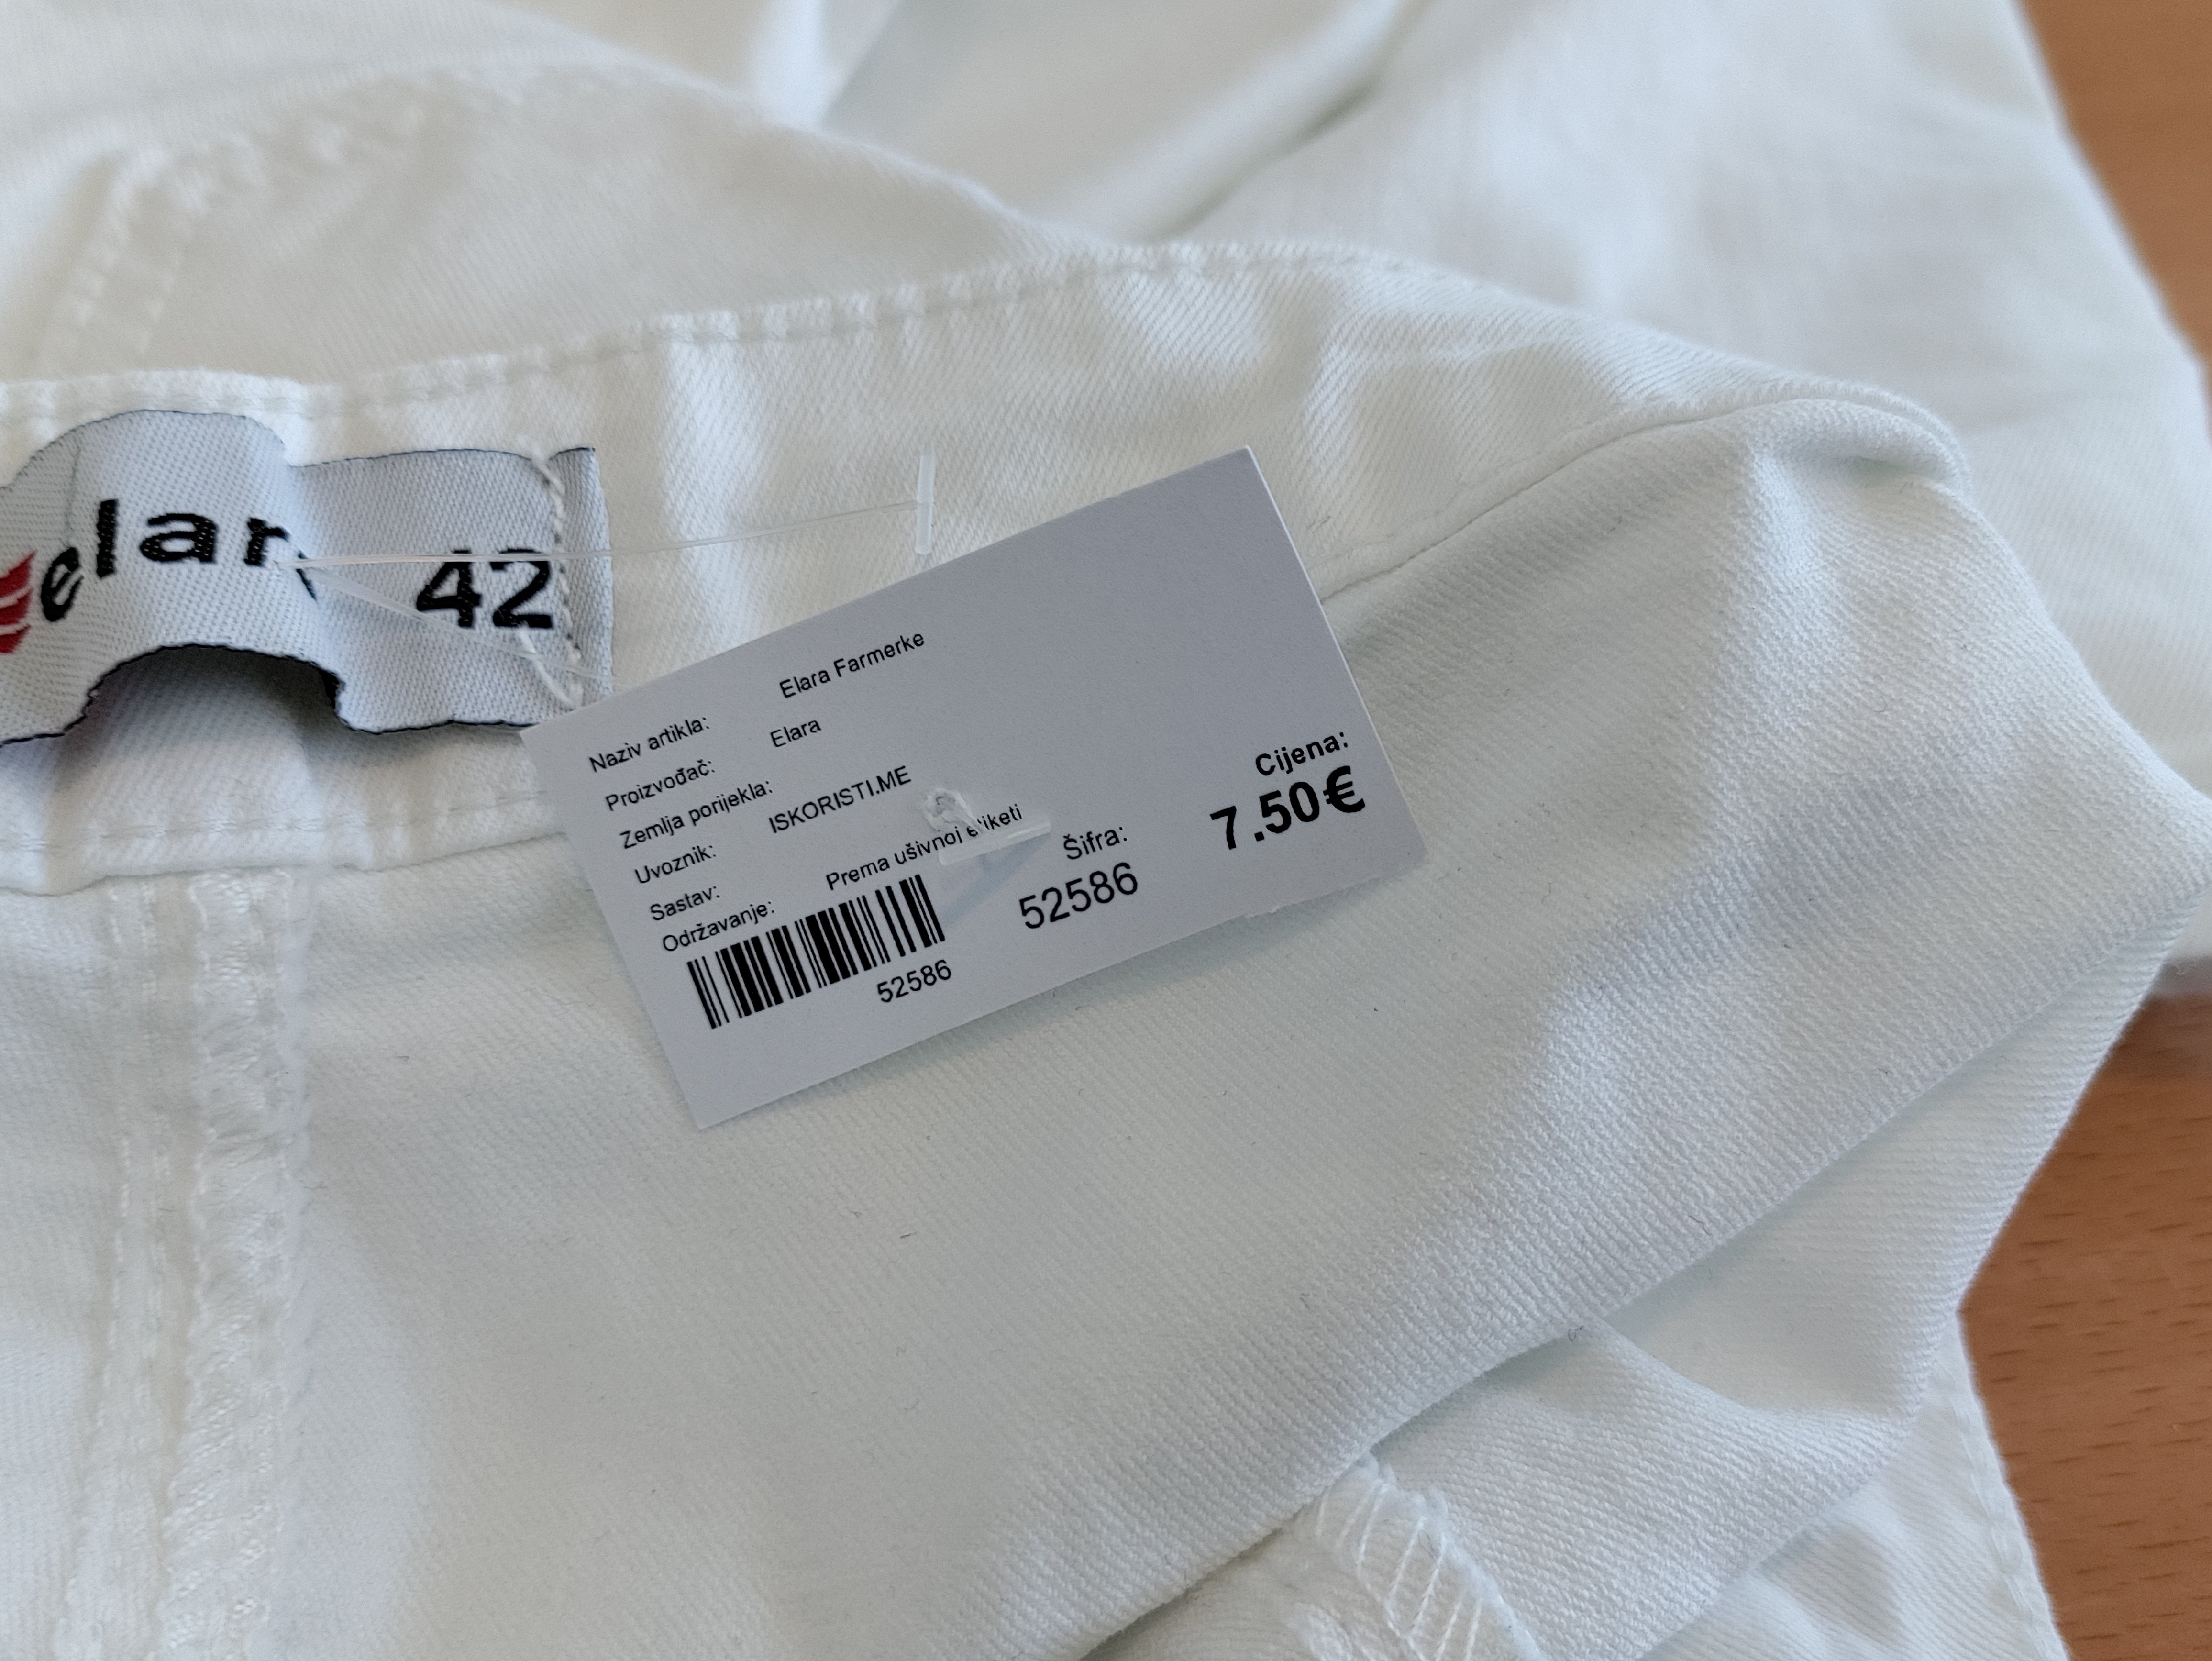 elara
42
Naziv artikla: Elara Farmerke
Proizvođač: Elara
Zemlja porijekla:
Uvoznik: ISKORISTI.ME
Sastav:
Održavanje: Prema ušivnoj etiketi
52586
Šifra:
52586
Cijena:
7.50€